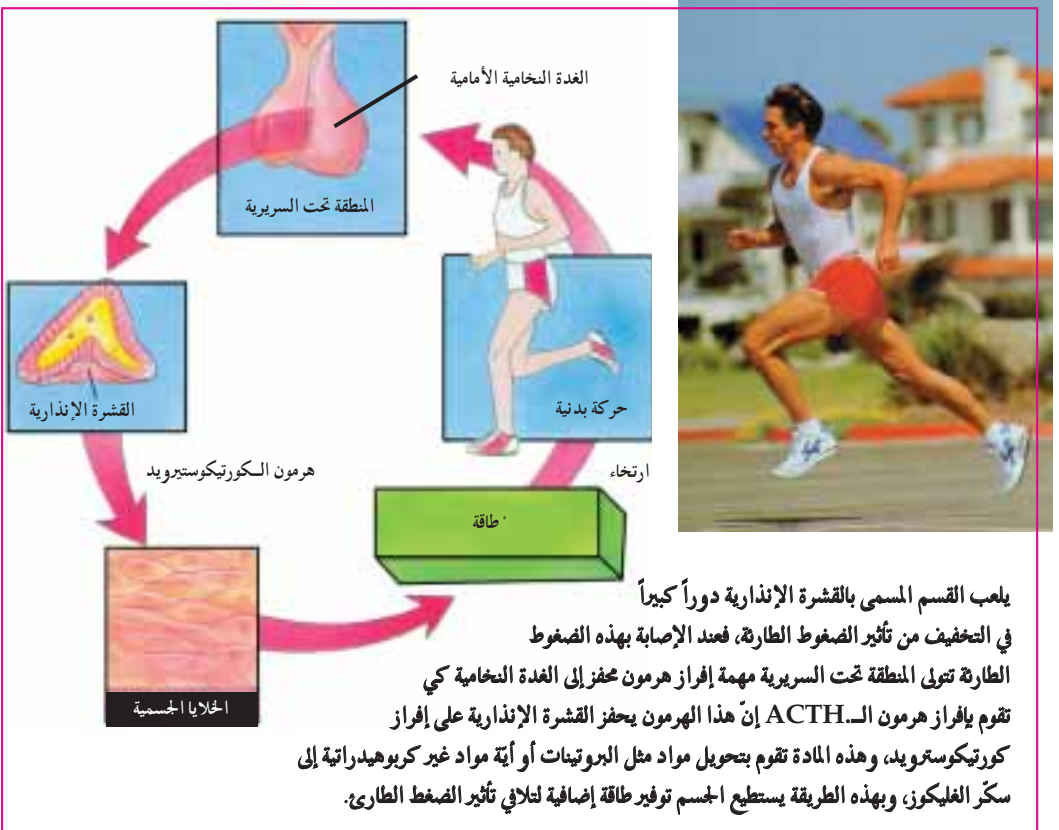 الغدة النخامية الأمامية
المنطقة تحت السريرية
القشرة الإنذارية
حركة بدنية
هرمون الكورتيكوستيرويد
ارتخاء
طاقة
الخلايا الجسمية
يلعب القسم المسمى بالقشرة الإنذارية دوراً كبيراً
في التخفيف من تأثير الضغوط الطارئة، فعند الإصابة بهذه الضغوط
الطارئة تتولى المنطقة تحت السريرية مهمة إفراز هرمون محفز إلى الغدة النخامية كي
تقوم بإفراز هرمون الـ.ACTH إنّ هذا الهرمون يحفز القشرة الإنذارية على إفراز
كورتيكوسترويد، وهذه المادة تقوم بتحويل مواد مثل البروتينات أو أيّة مواد غير كربوهيدراتية إلى
سكّر الغليكوز، وبهذه الطريقة يستطيع الجسم توفير طاقة إضافية لتلافي تأثير الضغط الطارئ.